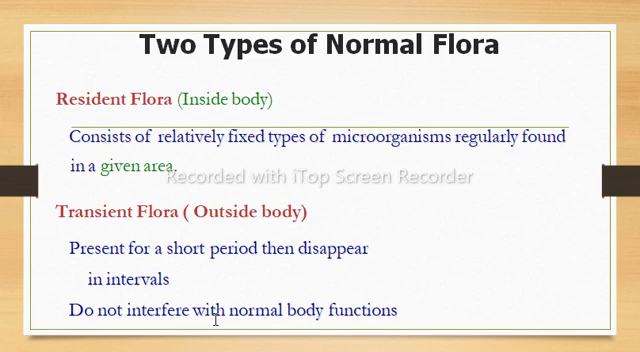 Two Types of Normal Flora
Resident Flora (Inside body)
Consists of relatively fixed types of microorganisms regularly found
in a given area.
Recorded with iTop Screen Recorder
Transient Flora ( Outside body)
Present for a short period then disappear
in intervals
Do not interfere with normal body functions